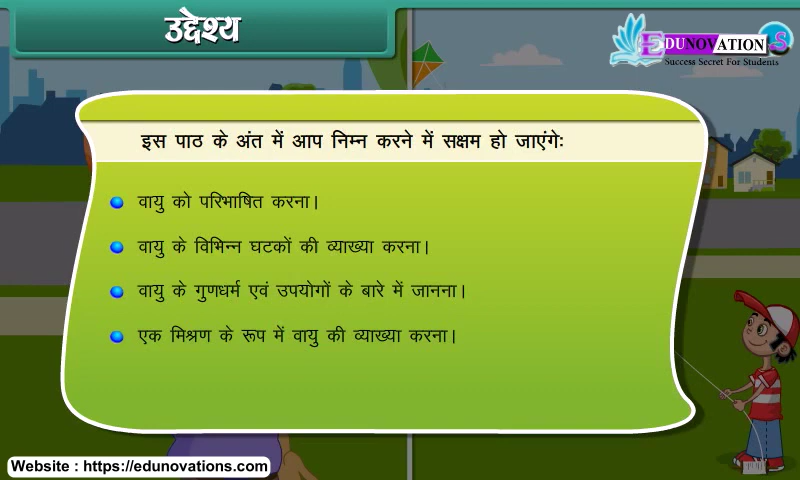 उद्देश्य
EDUNOVATIONS
Success Secret For Students
इस पाठ के अंत में आप निम्न करने में सक्षम हो जाएंगे:
वायु को परिभाषित करना।
वायु के विभिन्न घटकों की व्याख्या करना।
वायु के गुणधर्म एवं उपयोगों के बारे में जानना।
एक मिश्रण के रूप में वायु की व्याख्या करना।
Website : https://edunovations.com